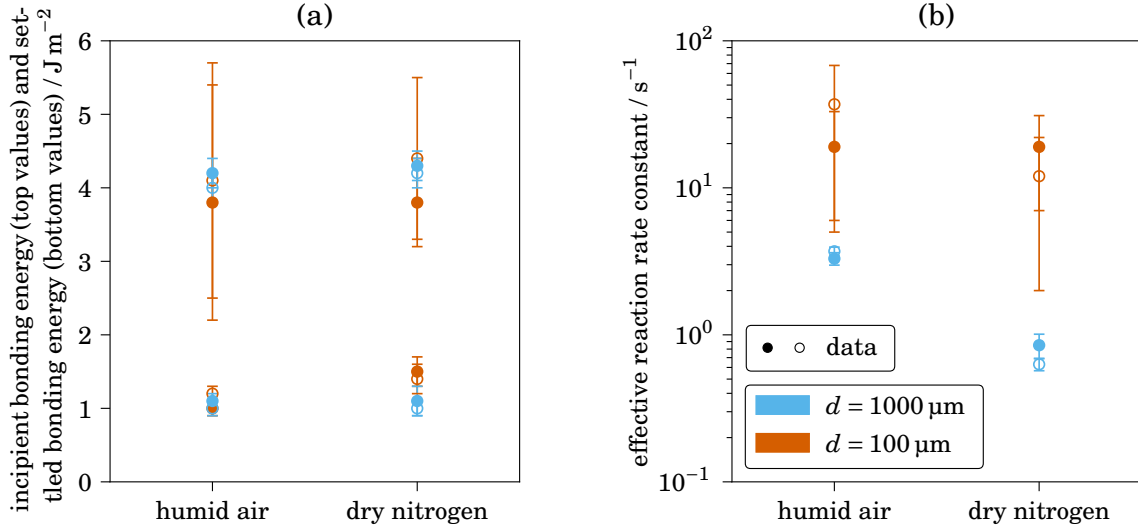 (a)
incipient bonding energy (top values) and set-
tled bonding energy (bottom values) / J m⁻²
6
5
4
3
2
1
0
humid air
dry nitrogen
(b)
effective reaction rate constant / s⁻¹
10²
10¹
10⁰
10⁻¹
data
d = 1000 µm
d = 100 µm
humid air
dry nitrogen